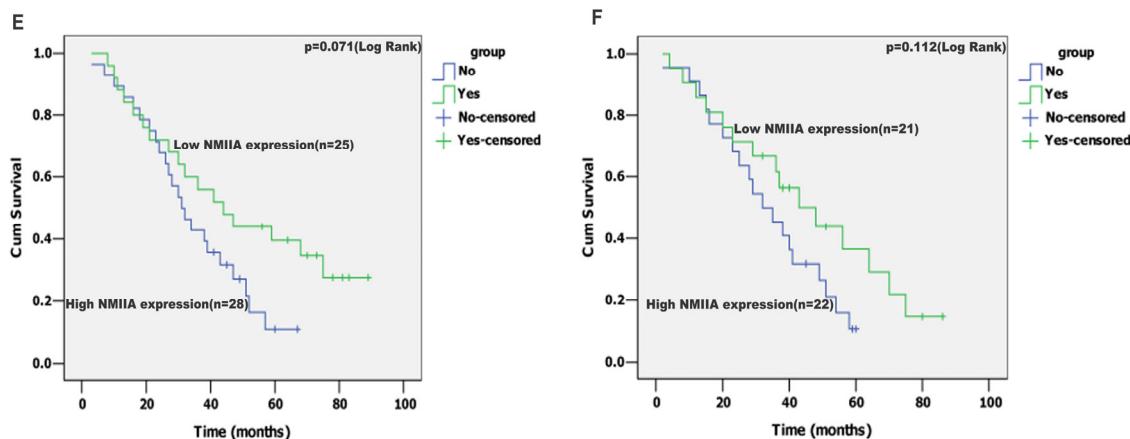 E
p=0.071(Log Rank)
1.0
0.8
0.6
0.4
0.2
0.0
Cum Survival
Low NMIIA expression(n=25)
High NMIIA expression(n=28)
0 20 40 60 80 100
Time (months)
group
No
Yes
No-censored
Yes-censored
F
p=0.112(Log Rank)
1.0
0.8
0.6
0.4
0.2
0.0
Cum Survival
Low NMIIA expression(n=21)
High NMIIA expression(n=22)
0 20 40 60 80 100
Time (months)
group
No
Yes
No-censored
Yes-censored